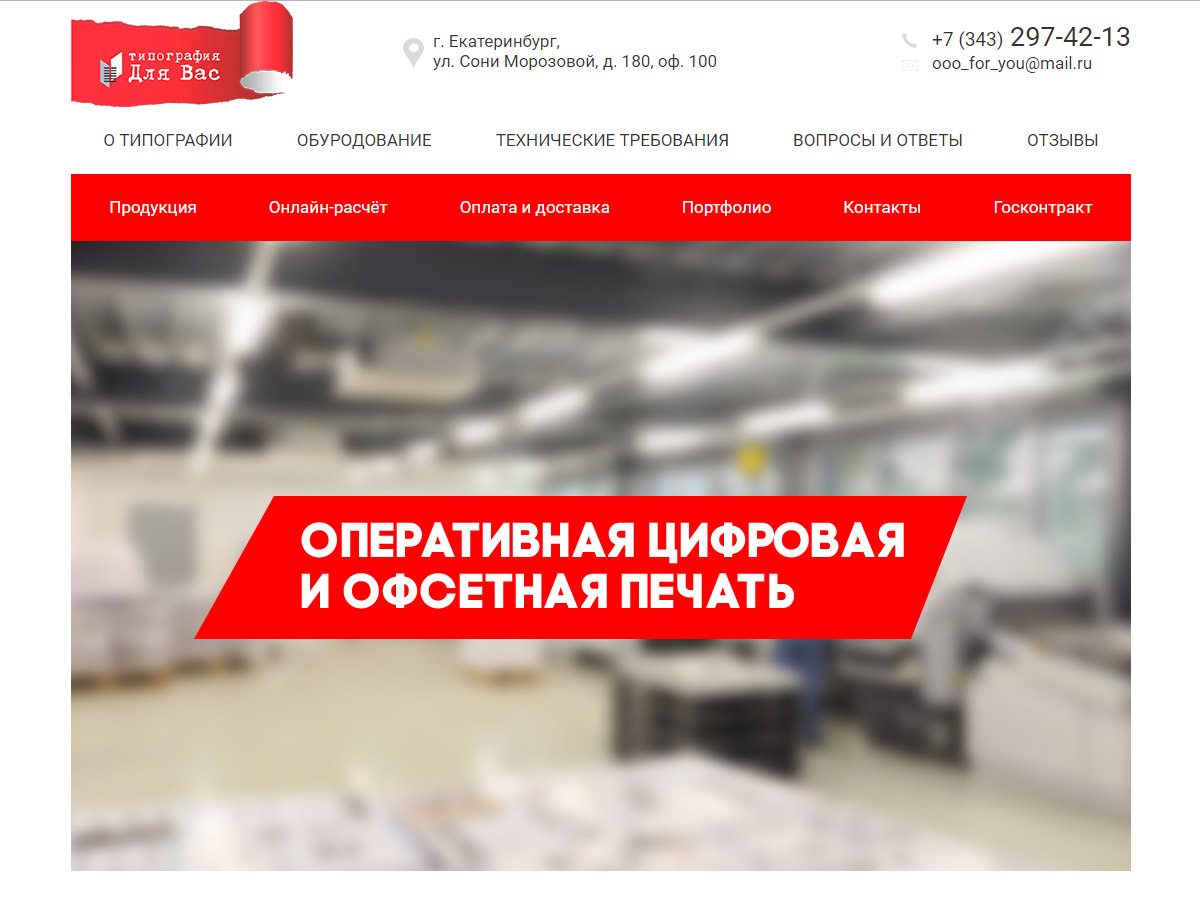 типография
Для Вас
г. Екатеринбург,
ул. Сони Морозовой, д. 180, оф. 100
+7 (343) 297-42-13
ooo_for_you@mail.ru
О ТИПОГРАФИИ ОБУРОДОВАНИЕ ТЕХНИЧЕСКИЕ ТРЕБОВАНИЯ ВОПРОСЫ И ОТВЕТЫ ОТЗЫВЫ
Продукция Онлайн-расчёт Оплата и доставка Портфолио Контакты Госконтракт
ОПЕРАТИВНАЯ ЦИФРОВАЯ
И ОФСЕТНАЯ ПЕЧАТЬ